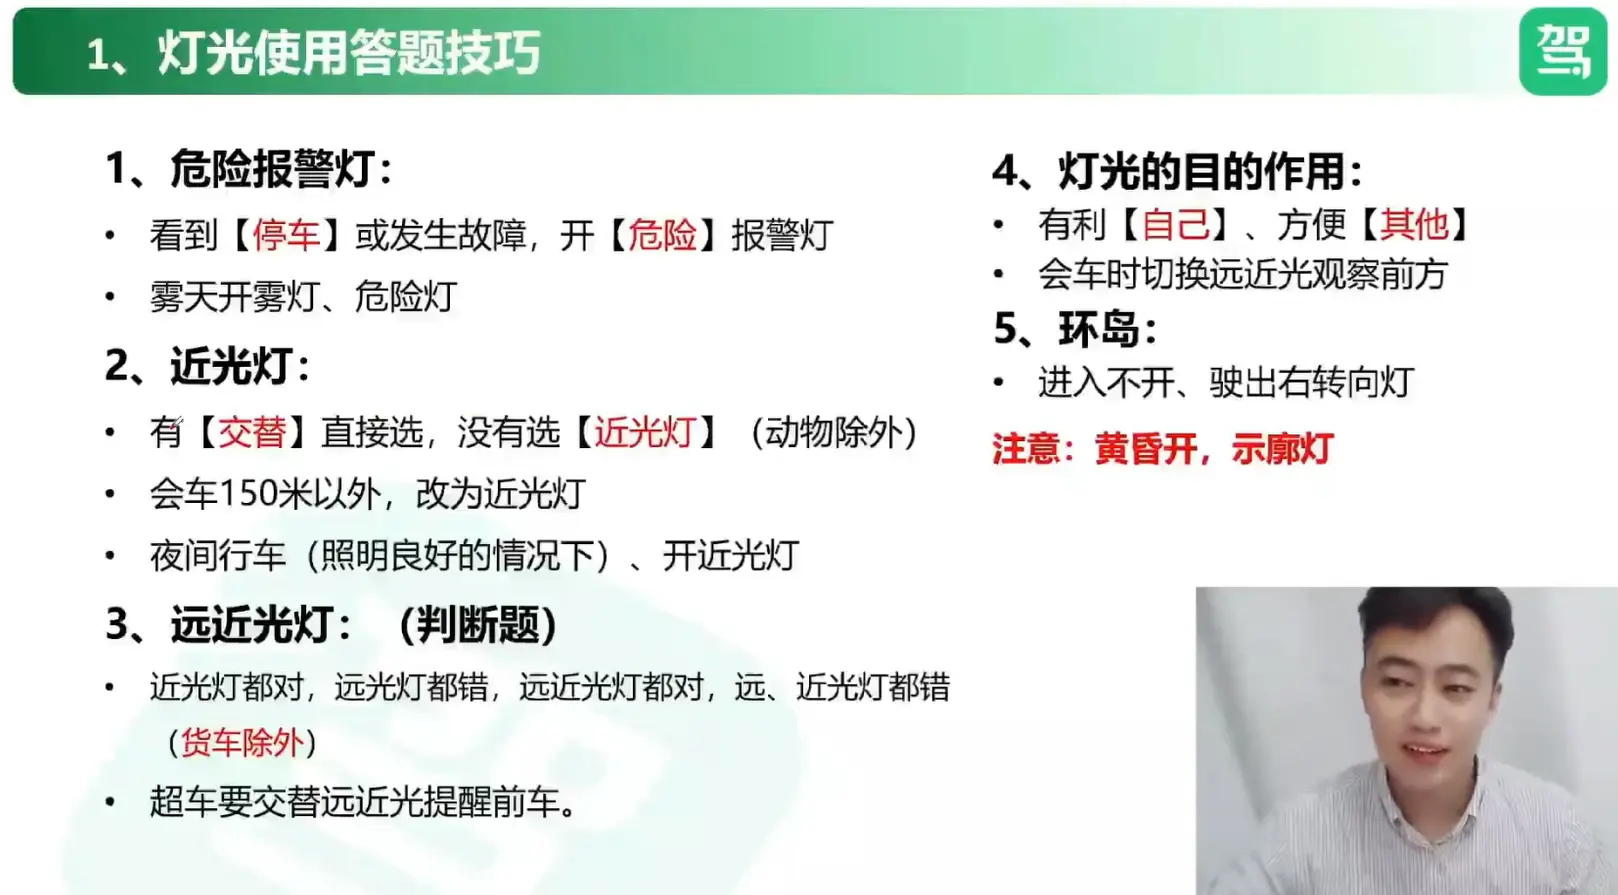 1、灯光使用答题技巧
驾
1、危险报警灯：
• 看到【停车】或发生故障，开【危险】报警灯
• 雾天开雾灯、危险灯
2、近光灯：
• 有【交替】直接选，没有选【近光灯】（动物除外）
• 会车150米以外，改为近光灯
• 夜间行车（照明良好的情况下）、开近光灯
3、远近光灯：（判断题）
• 近光灯都对，远光灯都错，远近光灯都对，远、近光灯都错
（货车除外）
• 超车要交替远近光提醒前车。
4、灯光的目的作用：
• 有利【自己】、方便【其他】
• 会车时切换远近光观察前方
5、环岛：
• 进入不开、驶出右转向灯
注意：黄昏开，示廓灯